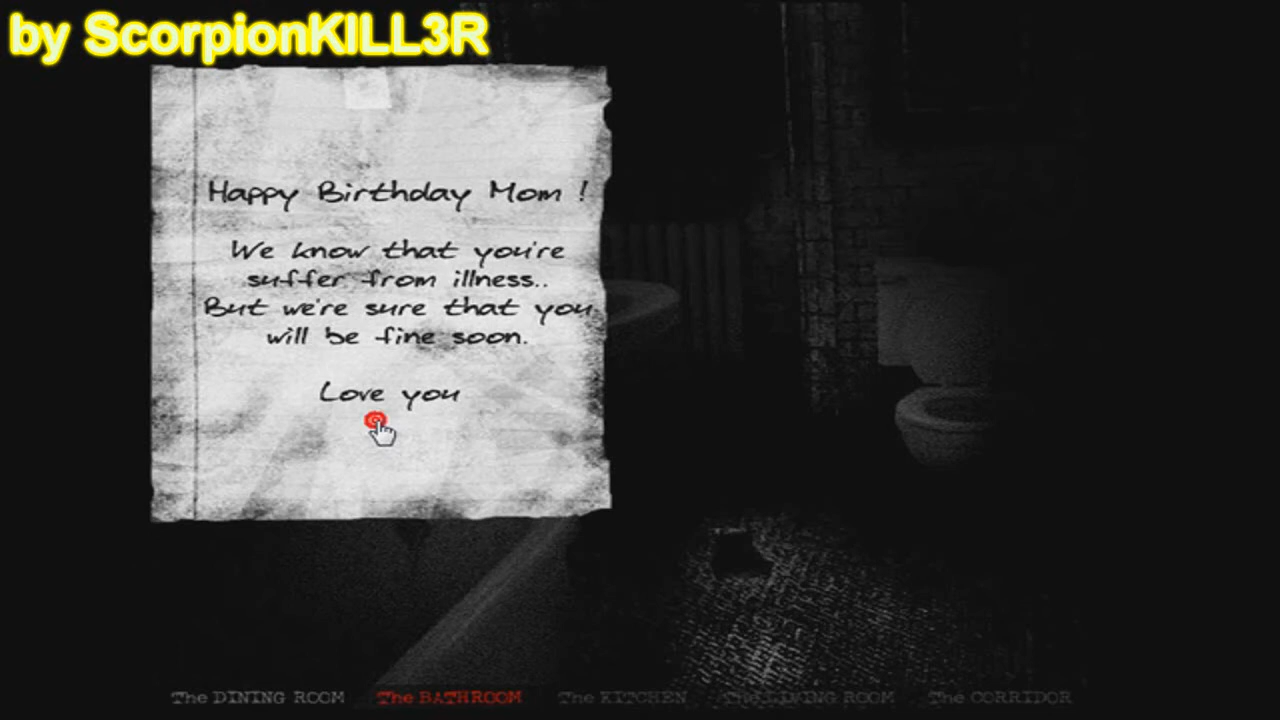 by ScorpionKILL3R
Happy Birthday Mom !
We know that you're
suffer from illness..
But we're sure that you
will be fine soon.
Love you
The DINING ROOM The BATHROOM The KITCHEN The LIVING ROOM The CORRIDOR